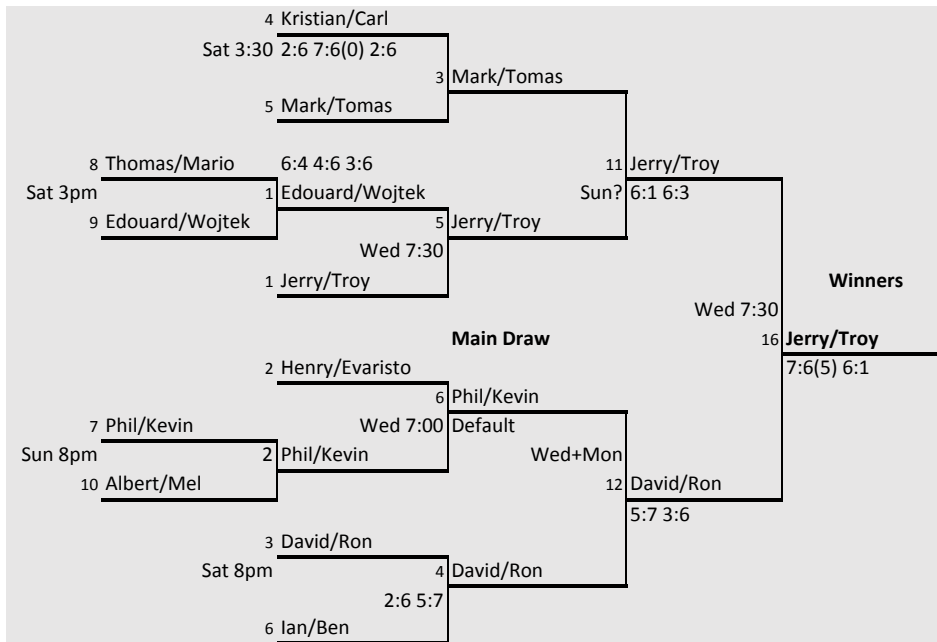 4 Kristian/Carl
Sat 3:30 2:6 7:6(0) 2:6
3 Mark/Tomas
5 Mark/Tomas
8 Thomas/Mario 6:4 4:6 3:6 11 Jerry/Troy
Sat 3pm 1 Edouard/Wojtek Sun? 6:1 6:3
9 Edouard/Wojtek 5 Jerry/Troy
Wed 7:30
1 Jerry/Troy Winners
Wed 7:30
Main Draw 16 Jerry/Troy
2 Henry/Evaristo 7:6(5) 6:1
6 Phil/Kevin
7 Phil/Kevin Wed 7:00 Default
Sun 8pm 2 Phil/Kevin Wed+Mon
10 Albert/Mel 12 David/Ron
5:7 3:6
3 David/Ron
Sat 8pm 4 David/Ron
2:6 5:7
6 Ian/Ben